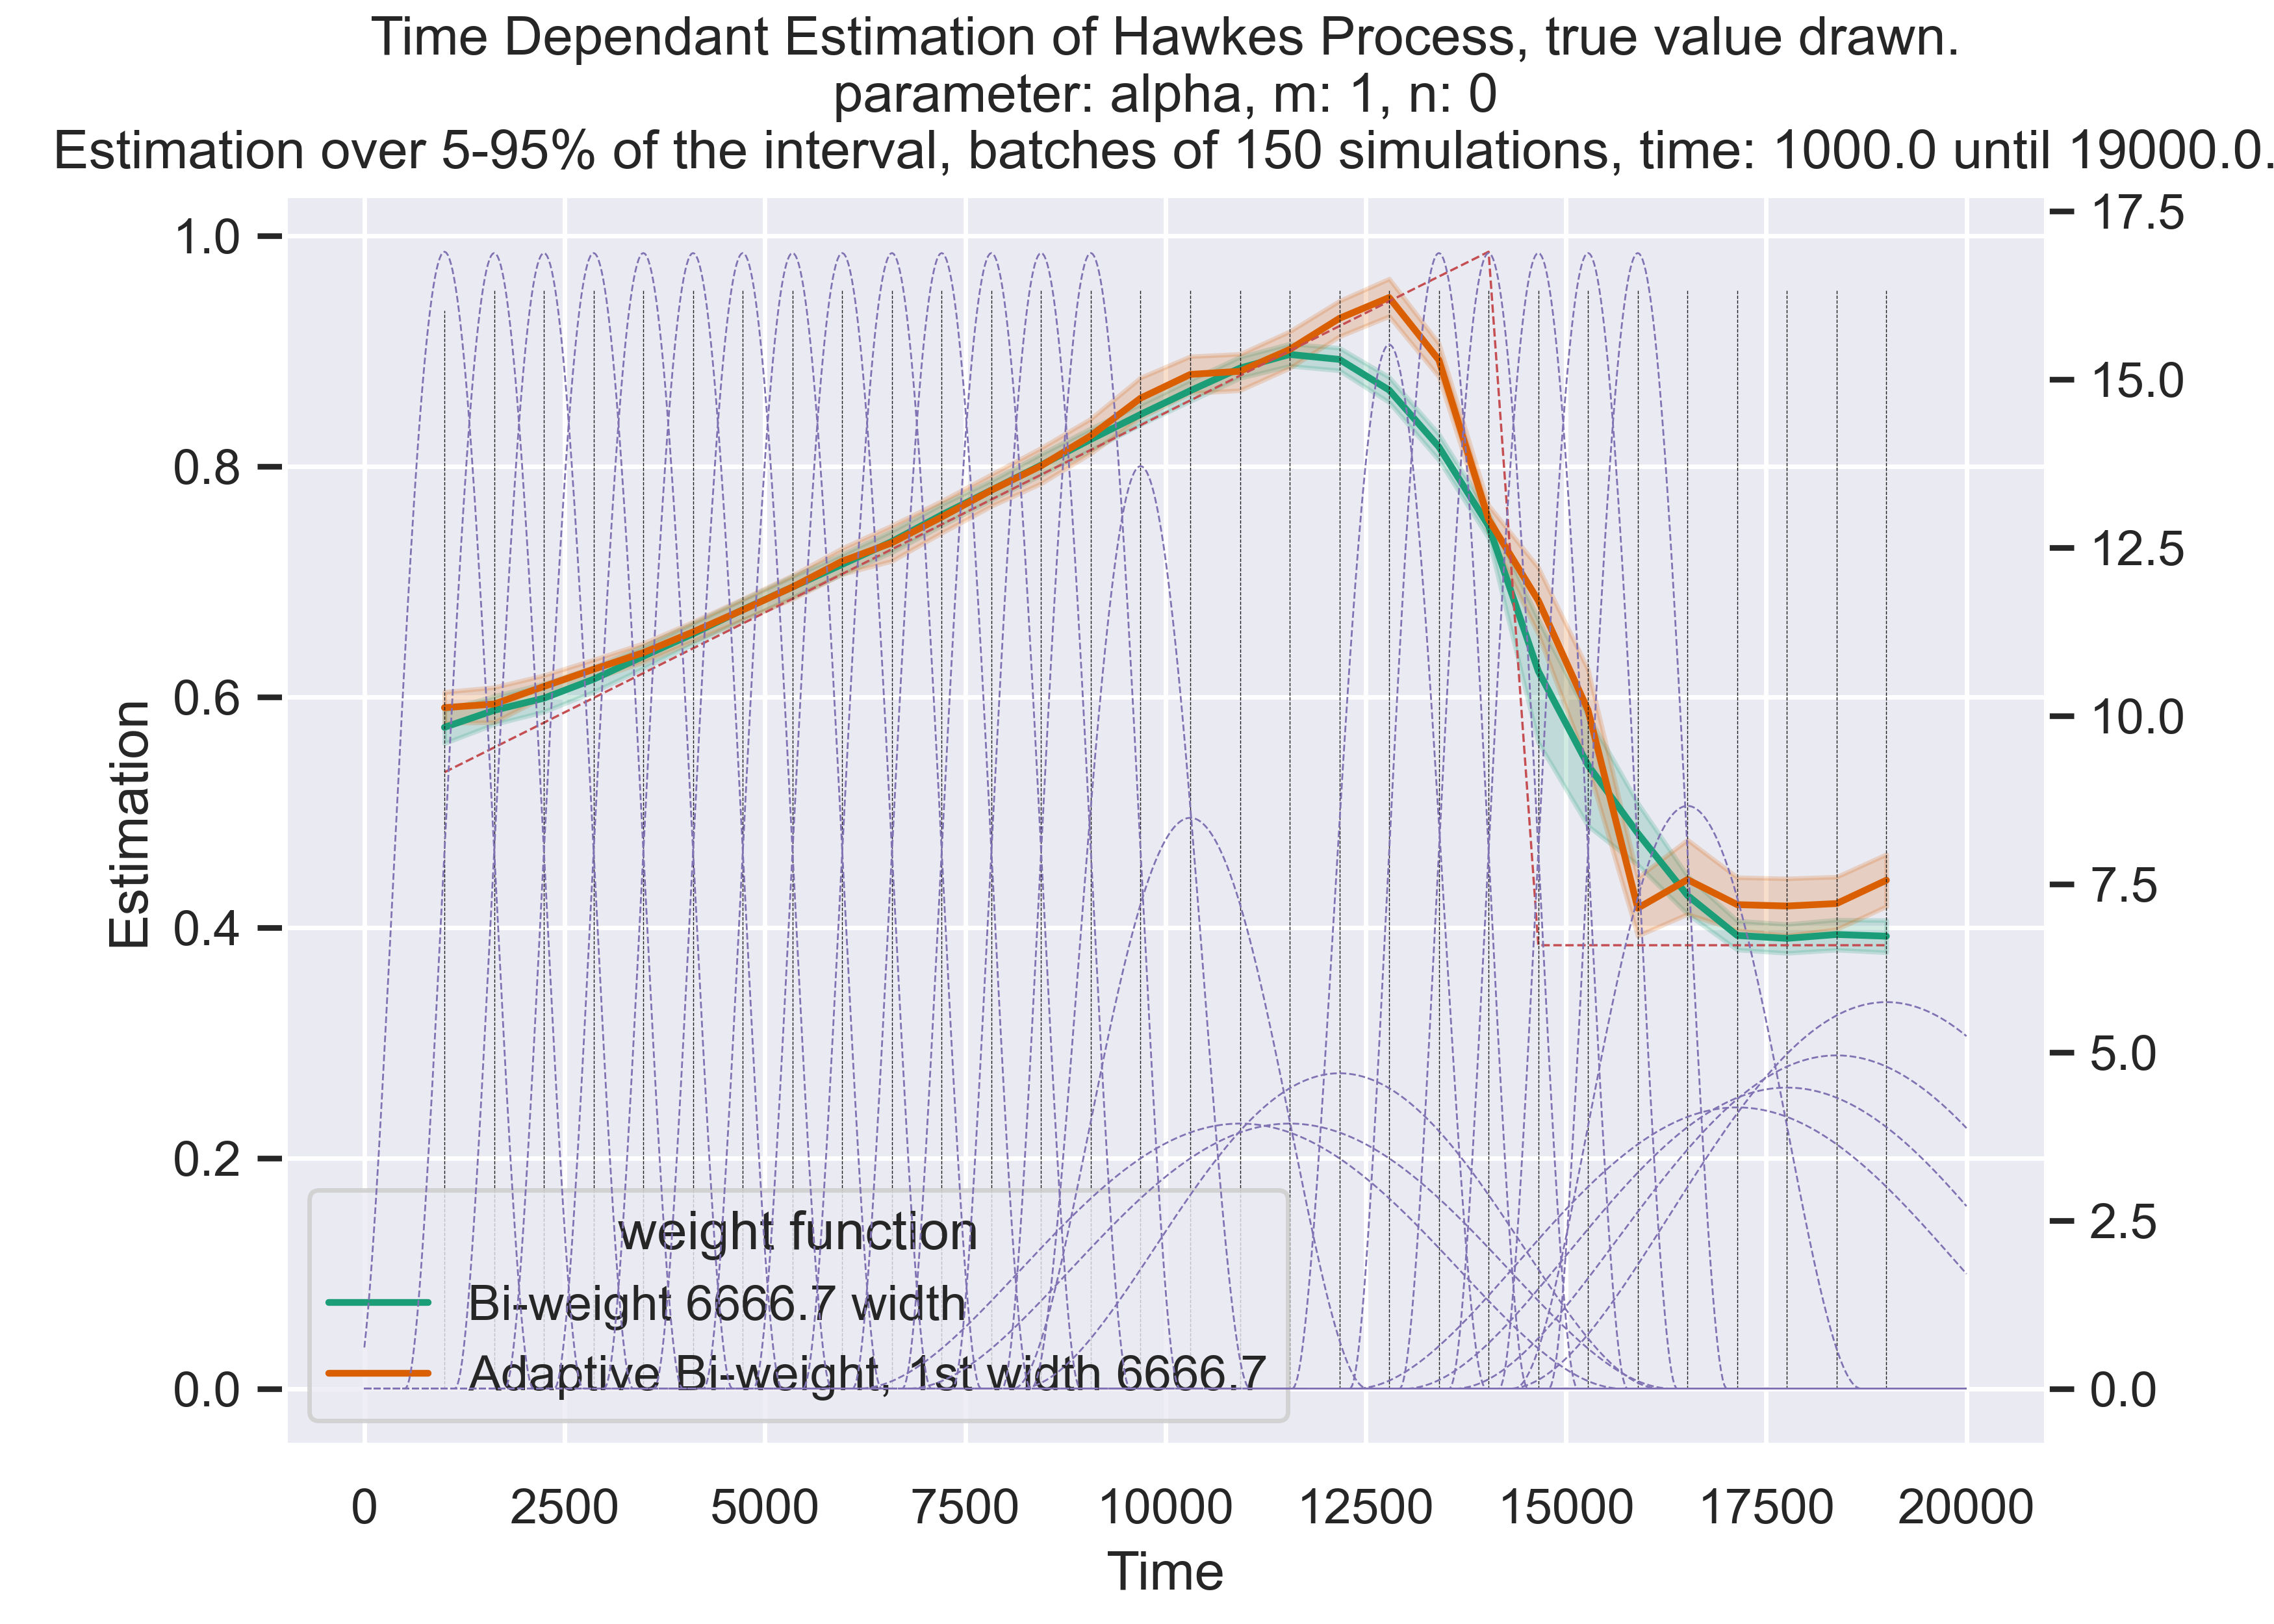 Time Dependant Estimation of Hawkes Process, true value drawn.
parameter: alpha, m: 1, n: 0
Estimation over 5-95% of the interval, batches of 150 simulations, time: 1000.0 until 19000.0.
1.0
0.8
0.6
0.4
0.2
0.0
Estimation
17.5
15.0
12.5
10.0
7.5
5.0
2.5
0.0
weight function
Bi-weight 6666.7 width
Adaptive Bi-weight, 1st width 6666.7
0 2500 5000 7500 10000 12500 15000 17500 20000
Time